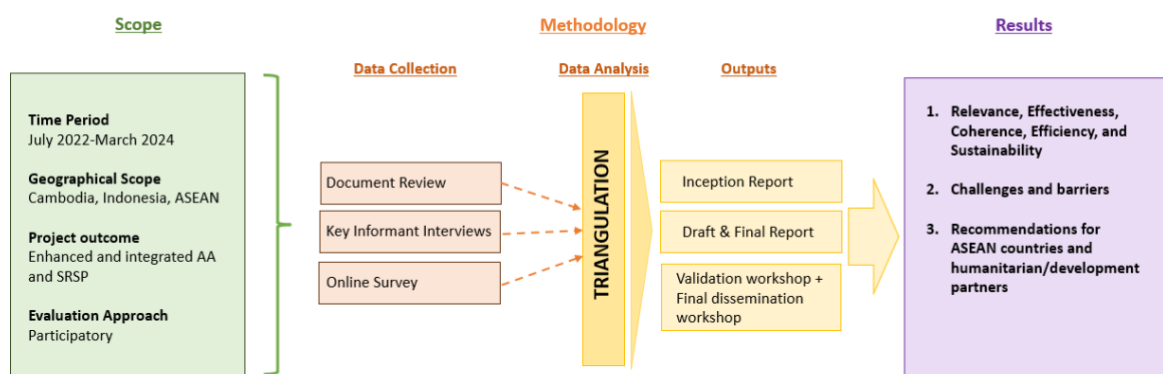 Scope
Methodology
Results
Data Collection
Data Analysis
Outputs
Time Period
July 2022-March 2024
Geographical Scope
Cambodia, Indonesia, ASEAN
Project outcome
Enhanced and integrated AA
and SRSP
Evaluation Approach
Participatory
Document Review
Key Informant Interviews
Online Survey
TRIANGULATION
Inception Report
Draft & Final Report
Validation workshop +
Final dissemination
workshop
1. Relevance, Effectiveness,
Coherence, Efficiency, and
Sustainability
2. Challenges and barriers
3. Recommendations for
ASEAN countries and
humanitarian/development
partners